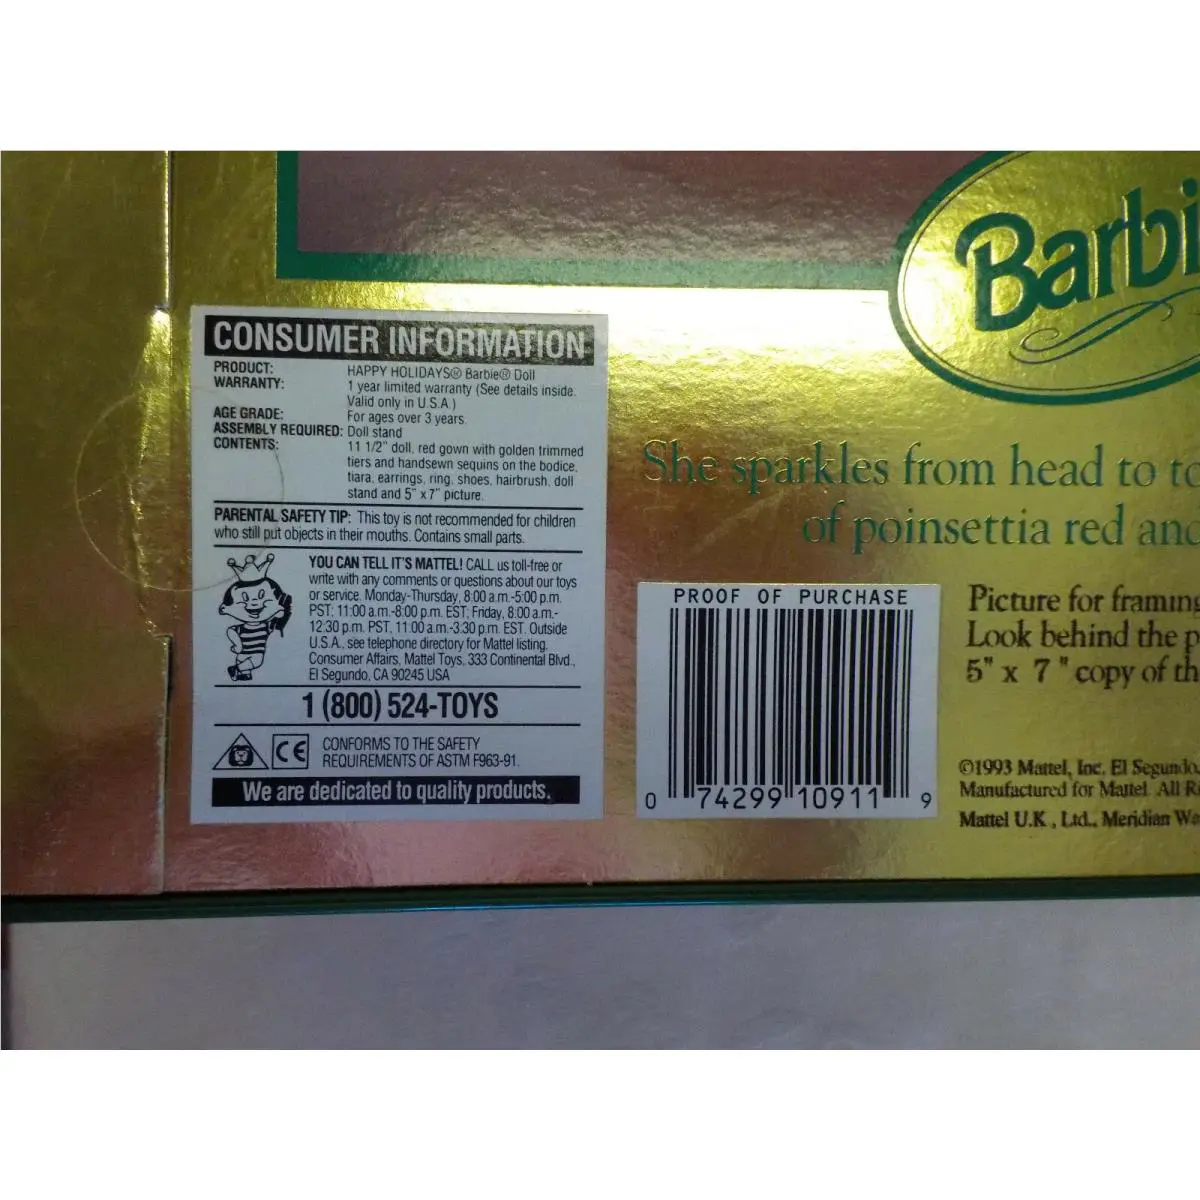 Barbi
CONSUMER INFORMATION
PRODUCT: HAPPY HOLIDAYS® Barbie® Doll
WARRANTY: 1 year limited warranty (See details inside.
Valid only in U.S.A.)
AGE GRADE: For ages over 3 years.
ASSEMBLY REQUIRED: Doll stand
CONTENTS: 11 1/2" doll, red gown with golden trimmed
tiers and handsewn sequins on the bodice,
tiara, earrings, ring, shoes, hairbrush, doll
stand and 5" x 7" picture.
PARENTAL SAFETY TIP: This toy is not recommended for children
who still put objects in their mouths. Contains small parts.
YOU CAN TELL IT'S MATTEL! CALL us toll-free or
write with any comments or questions about our toys
or service. Monday-Thursday, 8:00 a.m.-5:00 p.m.
PST; 11:00 a.m.-8:00 p.m. EST; Friday, 8:00 a.m.-
12:30 p.m. PST, 11:00 a.m.-3:30 p.m. EST. Outside
U.S.A., see telephone directory for Mattel listing.
Consumer Affairs, Mattel Toys, 333 Continental Blvd.,
El Segundo, CA 90245 USA
1 (800) 524-TOYS
CE
CONFORMS TO THE SAFETY
REQUIREMENTS OF ASTM F963-91.
We are dedicated to quality products.
She sparkles from head to to
of poinsettia red and
PROOF OF PURCHASE
0 74299 10911 9
Picture for framing
Look behind the p
5" x 7 " copy of th
©1993 Mattel, Inc. El Segundo,
Manufactured for Mattel. All Ri
Mattel U.K., Ltd., Meridian We